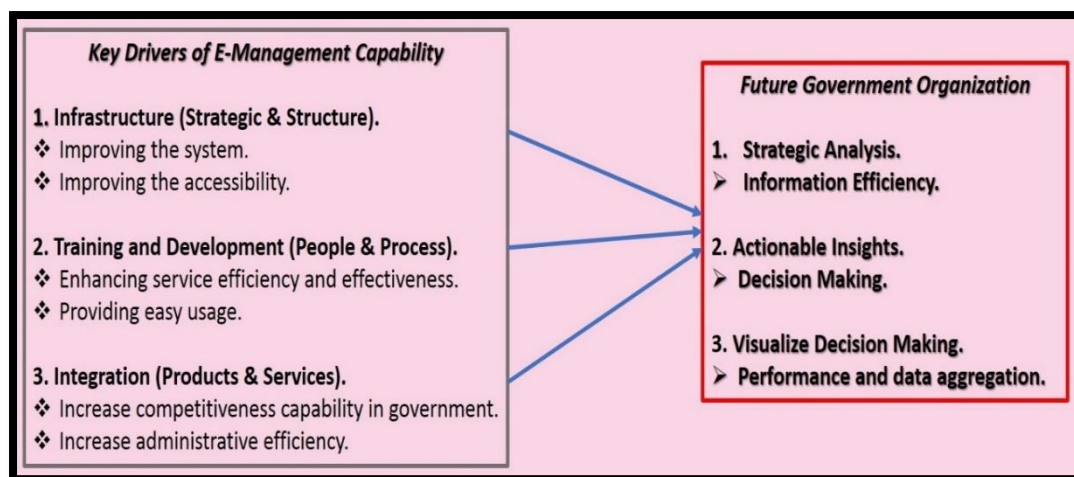 Key Drivers of E-Management Capability
1. Infrastructure (Strategic & Structure).
❖ Improving the system.
❖ Improving the accessibility.
2. Training and Development (People & Process).
❖ Enhancing service efficiency and effectiveness.
❖ Providing easy usage.
3. Integration (Products & Services).
❖ Increase competitiveness capability in government.
❖ Increase administrative efficiency.
Future Government Organization
1. Strategic Analysis.
➢ Information Efficiency.
2. Actionable Insights.
➢ Decision Making.
3. Visualize Decision Making.
➢ Performance and data aggregation.